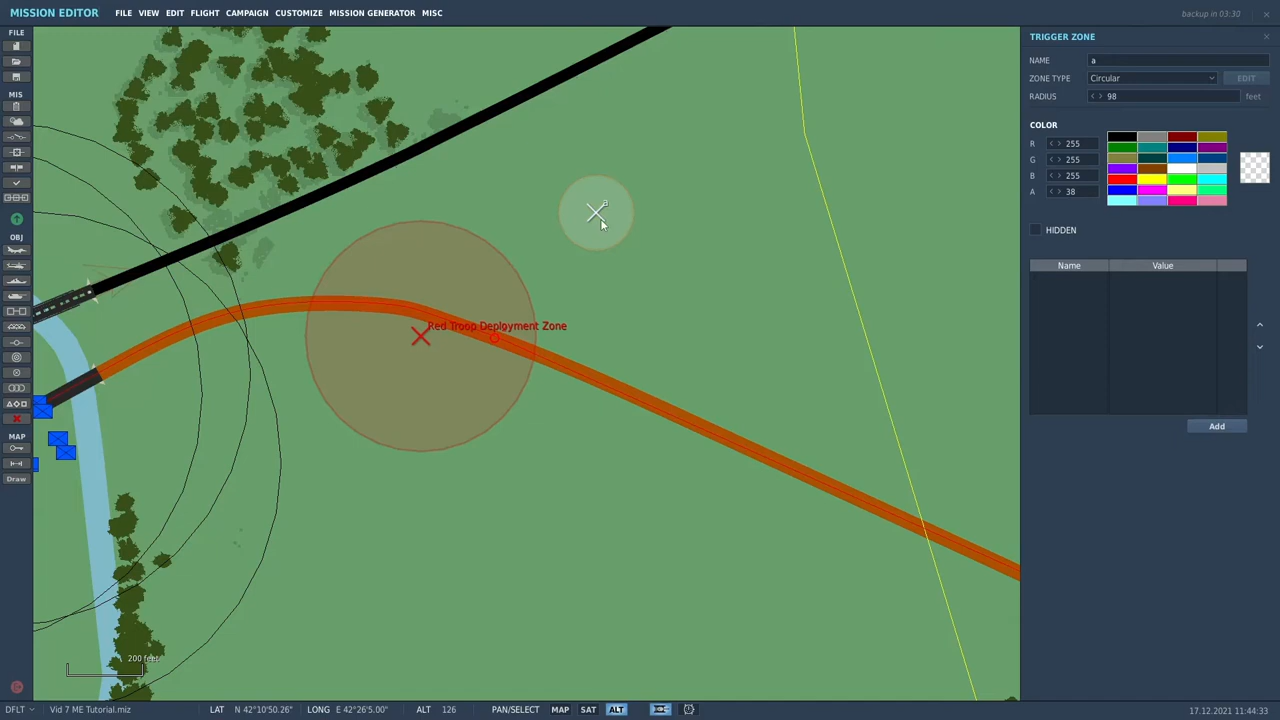 MISSION EDITOR
FILE VIEW EDIT FLIGHT CAMPAIGN CUSTOMIZE MISSION GENERATOR MISC
backup in 03:30
FILE
MIS
OBJ
MAP
Draw
Red Troop Deployment Zone
a
200 feet
TRIGGER ZONE
NAME a
ZONE TYPE Circular EDIT
RADIUS 98 feet
COLOR
R 255
G 255
B 255
A 38
HIDDEN
Name Value
Add
DFLT Vid 7 ME Tutorial.miz LAT N 42°10'50.26" LONG E 42°26'5.00" ALT 126 PAN/SELECT MAP SAT ALT 17.12.2021 11:44:33